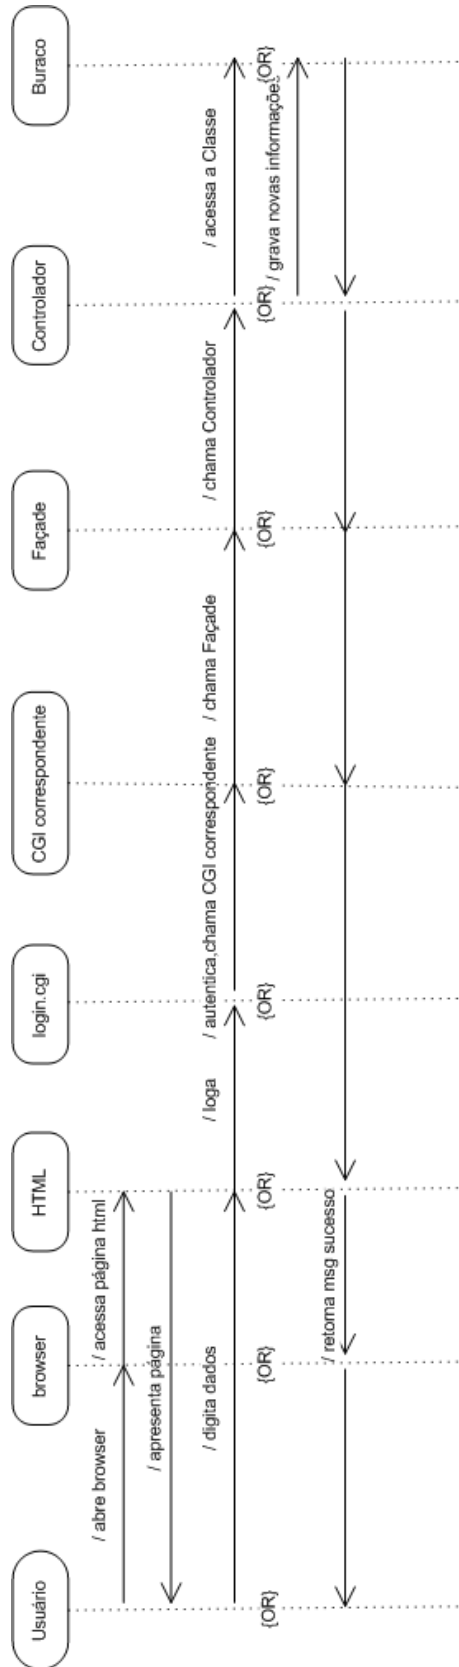 Usuário
browser
HTML
login.cgi
CGI correspondente
Façade
Controlador
Buraco
/ abre browser
/ acessa página html
/ apresenta página
/ digita dados
/ loga
/ autentica,chama CGI correspondente
/ chama Façade
/ chama Controlador
/ acessa a Classe
{OR}
{OR}
{OR}
{OR}
{OR}
{OR}
{OR}
{OR}
/ grava novas informações
/ retorna msg sucesso